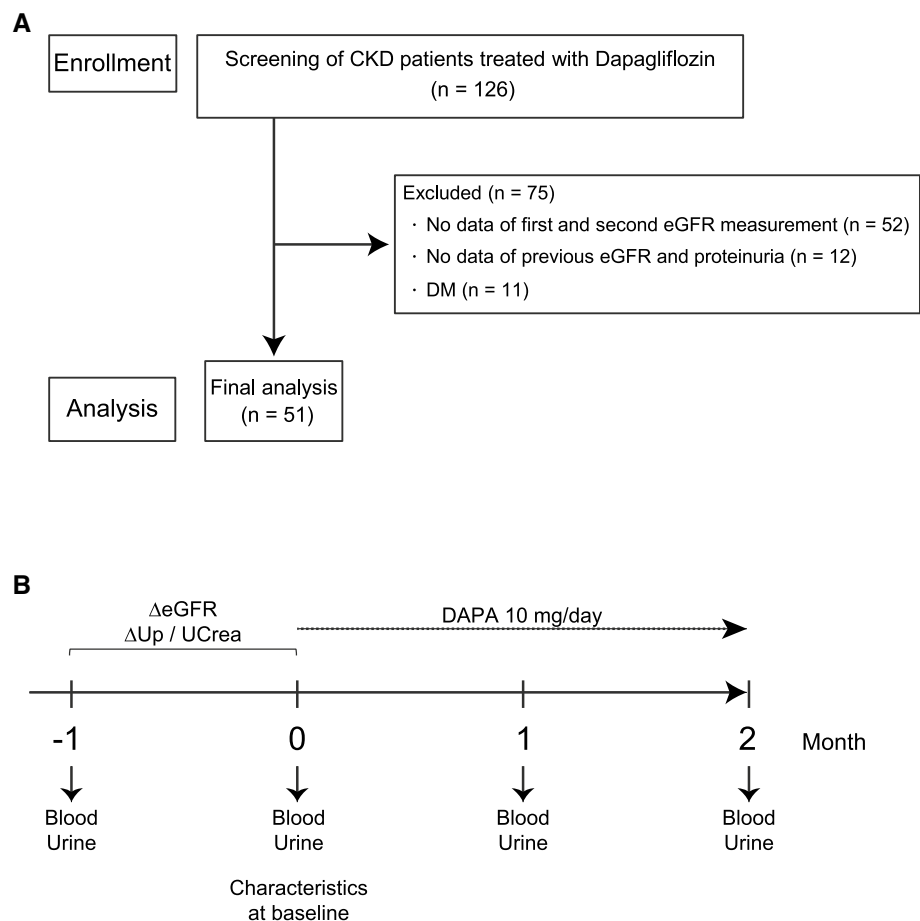 A
Enrollment
Screening of CKD patients treated with Dapagliflozin
(n = 126)
Excluded (n = 75)
· No data of first and second eGFR measurement (n = 52)
· No data of previous eGFR and proteinuria (n = 12)
· DM (n = 11)
Analysis
Final analysis
(n = 51)
B
ΔeGFR
ΔUp / UCrea
DAPA 10 mg/day
-1 0 1 2 Month
Blood Blood Blood Blood
Urine Urine Urine Urine
Characteristics
at baseline